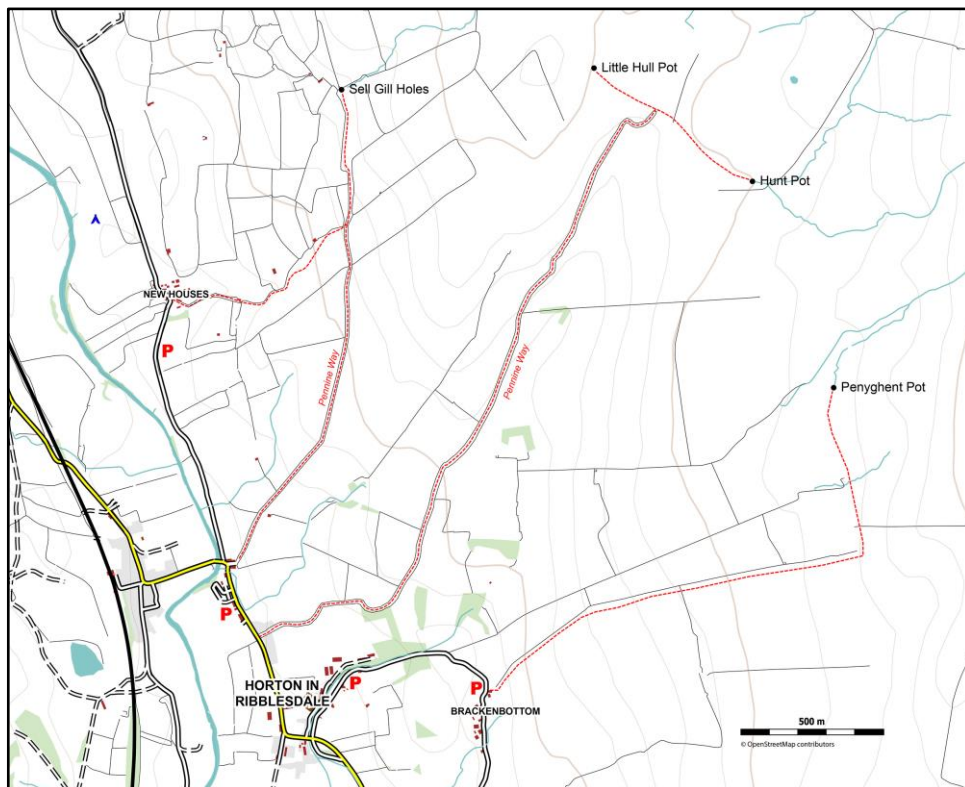 Little Hull Pot
Sell Gill Holes
Hunt Pot
NEW HOUSES
P
Pennine Way
Pennine Way
Penyghent Pot
P
HORTON IN
RIBBLESDALE
P
P
BRACKENBOTTOM
500 m
© OpenStreetMap contributors